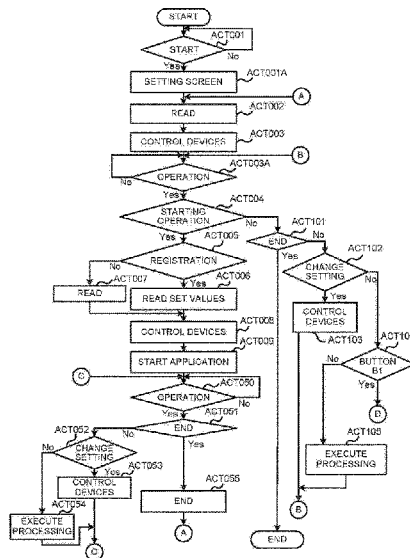 START
ACT001
START
No
Yes
ACT001A
SETTING SCREEN
A
ACT002
READ
ACT003
CONTROL DEVICES
B
ACT003A
OPERATION
No
Yes
ACT004
STARTING OPERATION
No
Yes
ACT101
END
No
Yes
ACT005
REGISTRATION
No
Yes
ACT102
CHANGE SETTING
Yes
No
ACT006
READ SET VALUES
READ
ACT007
ACT008
CONTROL DEVICES
ACT009
START APPLICATION
CONTROL DEVICES
ACT103
BUTTON B1
No
Yes
D
C
ACT050
OPERATION
No
Yes
ACT051
END
No
Yes
ACT052
CHANGE SETTING
No
Yes
ACT053
CONTROL DEVICES
ACT054
EXECUTE PROCESSING
C
ACT055
END
A
ACT105
EXECUTE PROCESSING
B
END